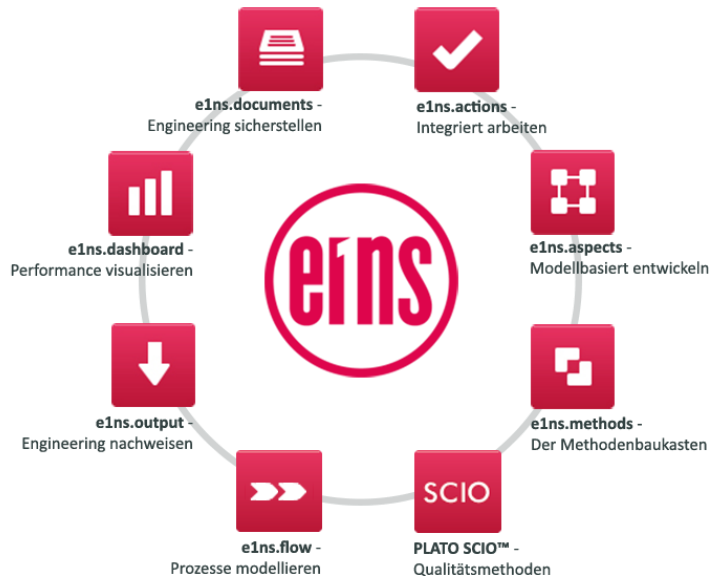 e1ns.documents -
Engineering sicherstellen
e1ns.actions -
Integriert arbeiten
e1ns.dashboard -
Performance visualisieren
e1ns
e1ns.aspects -
Modellbasiert entwickeln
e1ns.output -
Engineering nachweisen
e1ns.methods -
Der Methodenbaukasten
SCIO
e1ns.flow -
Prozesse modellieren
PLATO SCIO™ -
Qualitätsmethoden